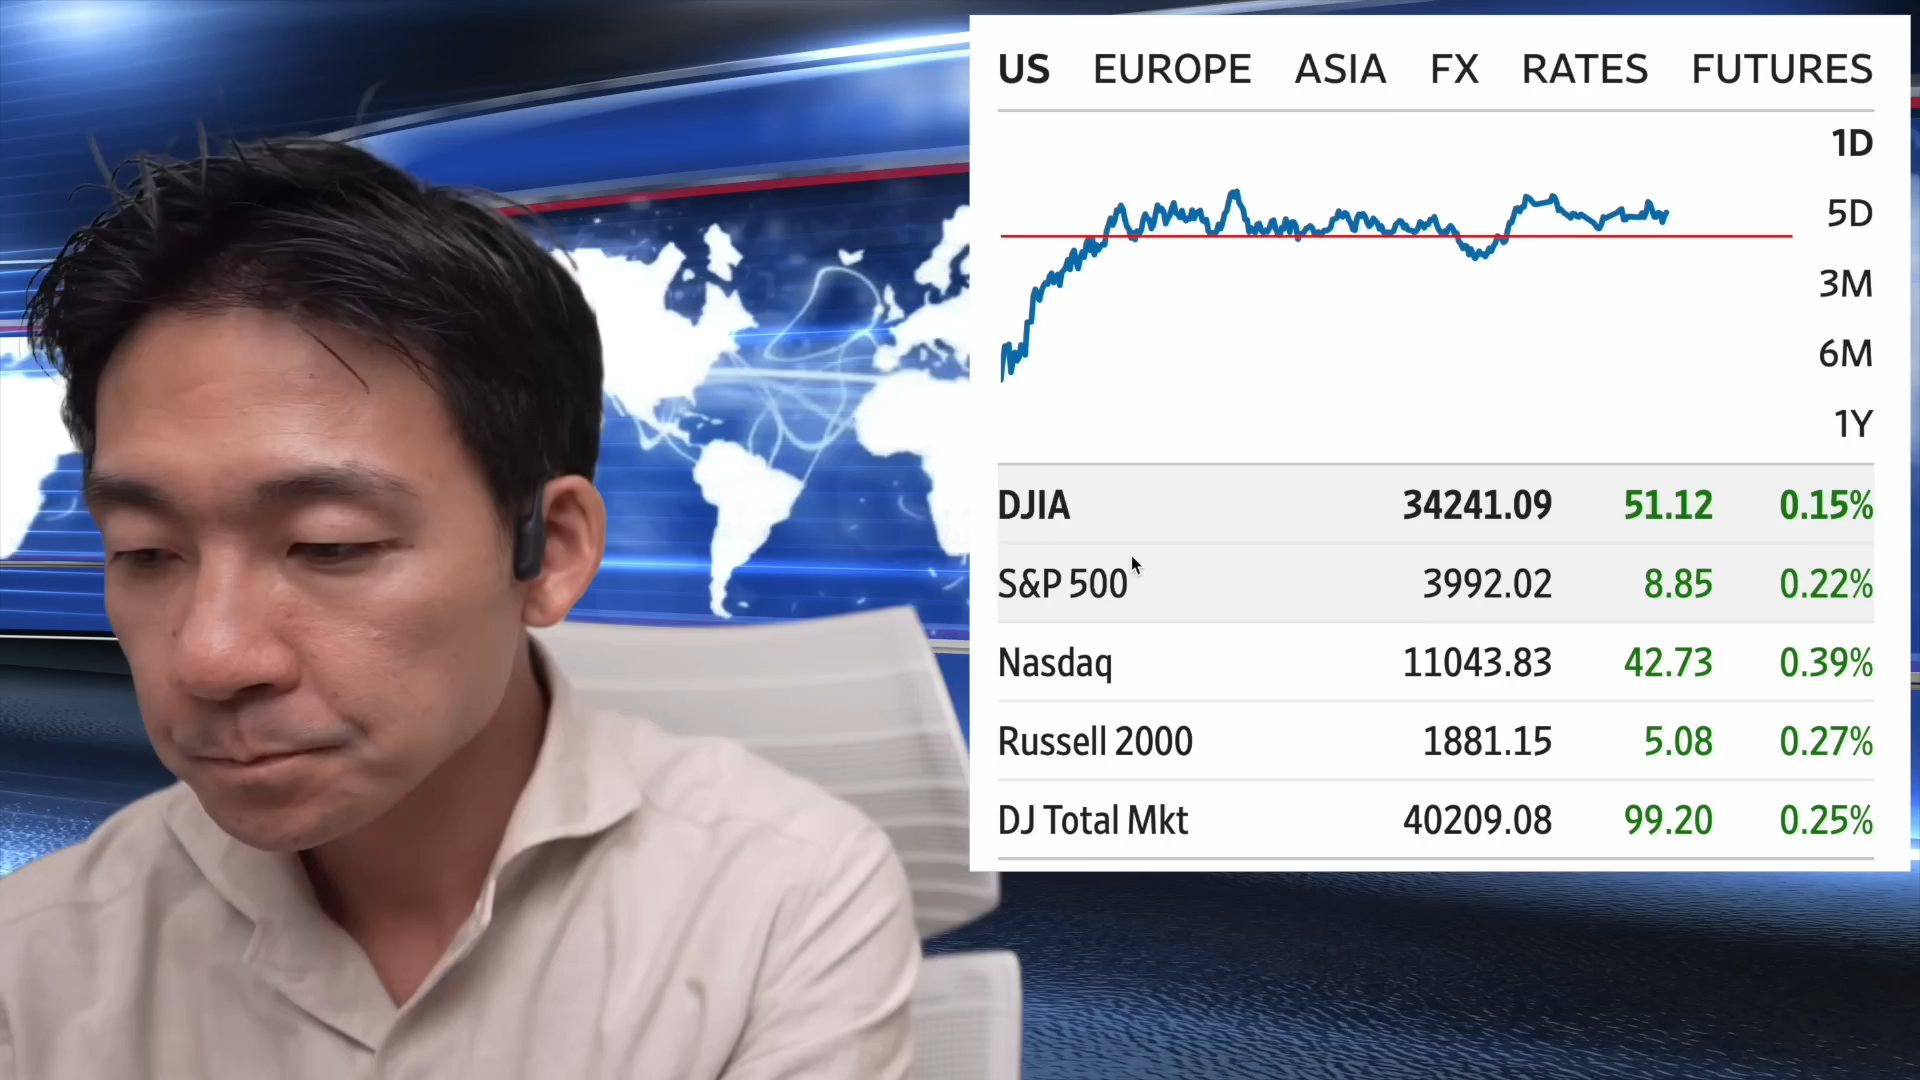 US EUROPE ASIA FX RATES FUTURES
1D
5D
3M
6M
1Y
DJIA 34241.09 51.12 0.15%
S&P 500 3992.02 8.85 0.22%
Nasdaq 11043.83 42.73 0.39%
Russell 2000 1881.15 5.08 0.27%
DJ Total Mkt 40209.08 99.20 0.25%